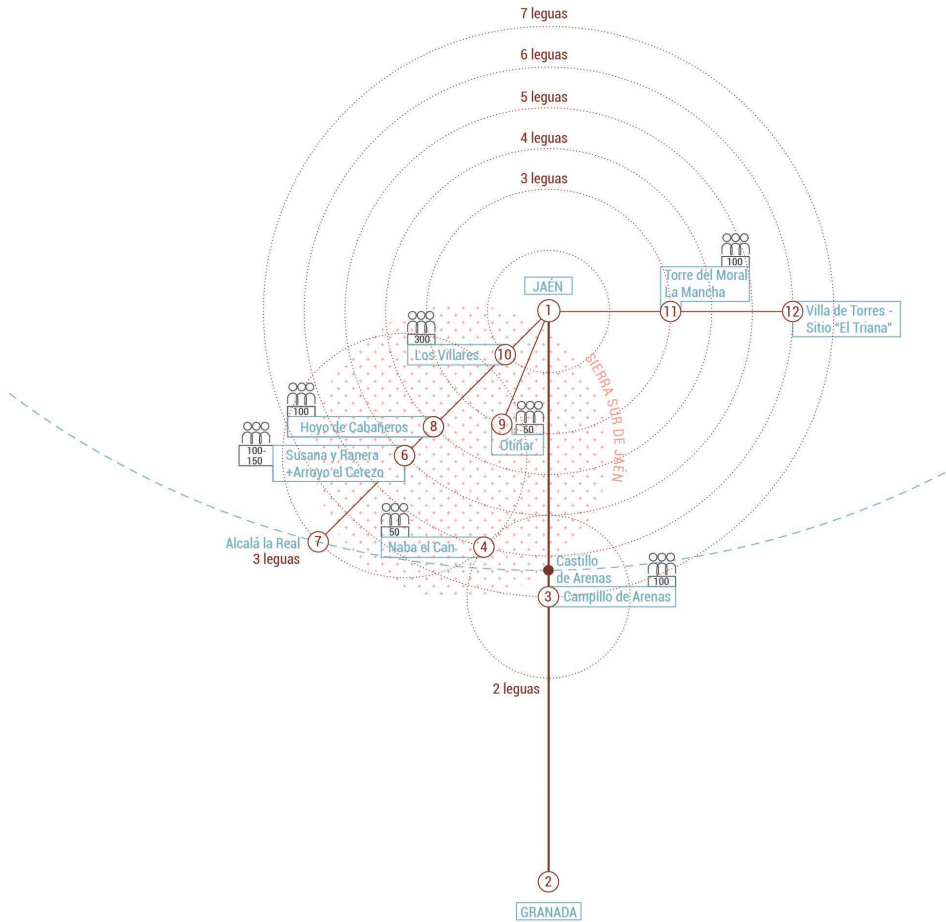 7 leguas
6 leguas
5 leguas
4 leguas
3 leguas
100
JAÉN
Torre del Moral
La Mancha
1
11
12
Villa de Torres -
Sitio "El Triana"
300
Los Villares
10
SIERRA SUR DE JAÉN
100
Hoyo de Cabañeros
8
9
50
Otíñar
100-
150
Susana y Ranera
+Arroyo el Cerezo
6
50
Naba el Can
4
Alcalá la Real
3 leguas
7
Castillo
de Arenas
100
3
Campillo de Arenas
2 leguas
2
GRANADA